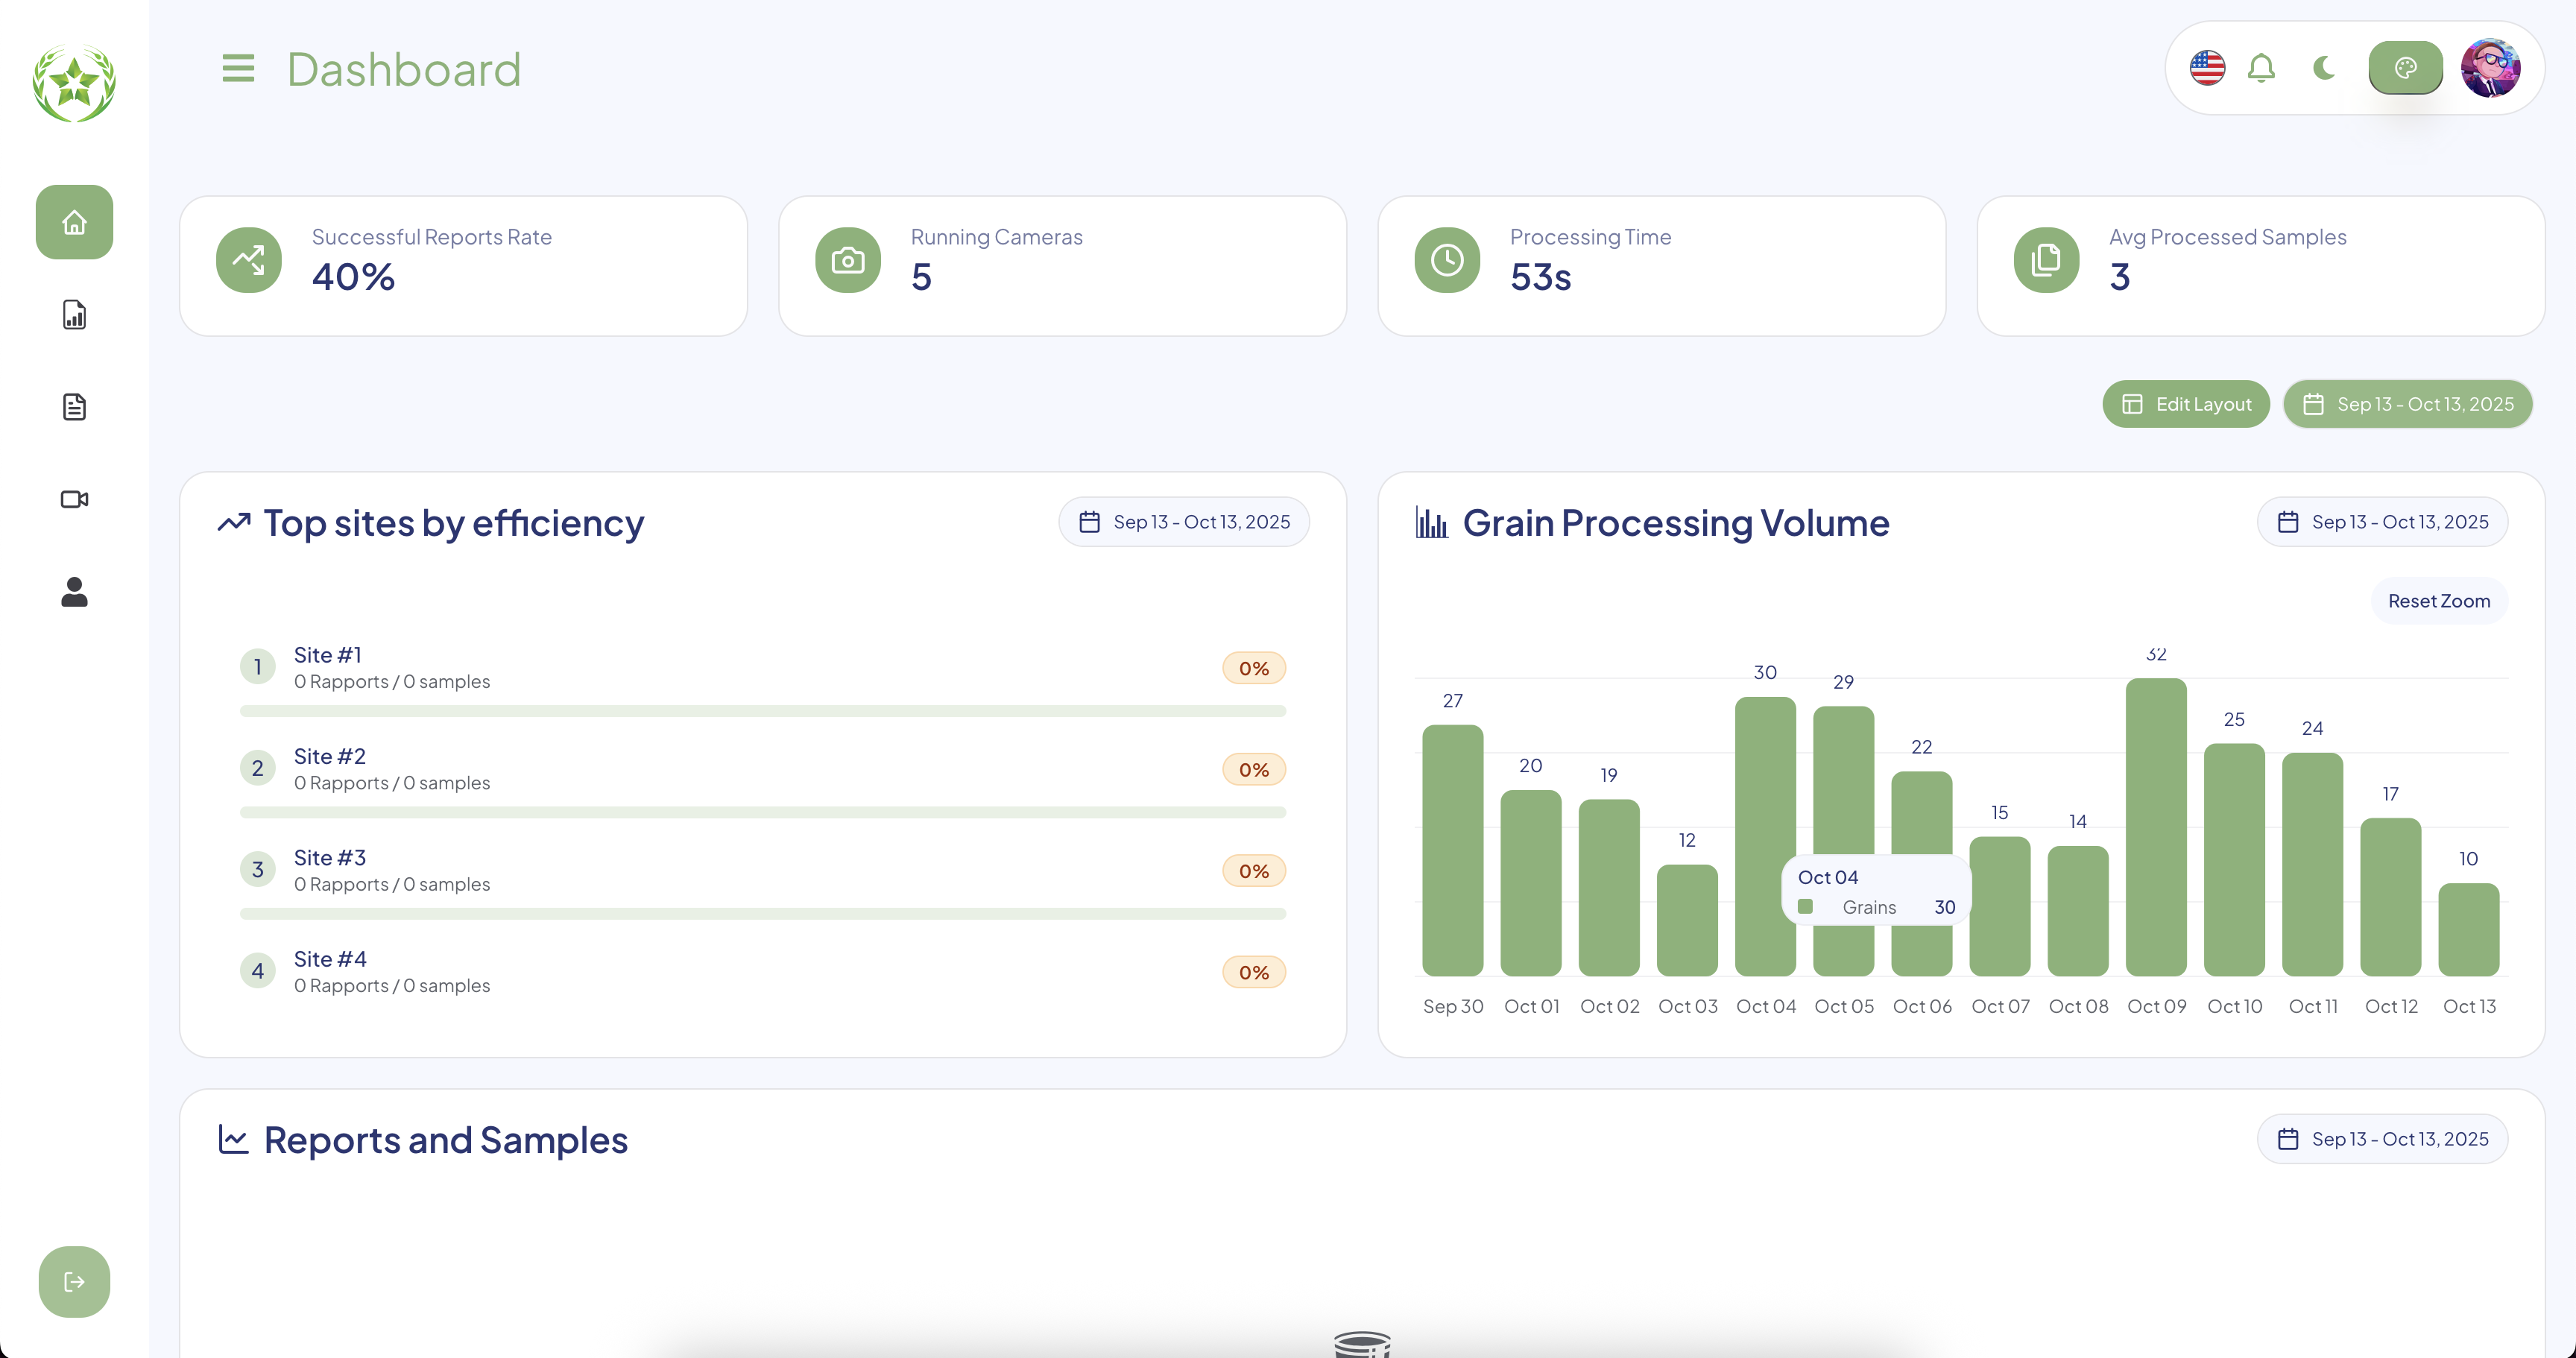 Dashboard
Successful Reports Rate
40%
Running Cameras
5
Processing Time
53s
Avg Processed Samples
3
Edit Layout
Sep 13 - Oct 13, 2025
Top sites by efficiency
Sep 13 - Oct 13, 2025
1 Site #1 0%
0 Rapports / 0 samples
2 Site #2 0%
0 Rapports / 0 samples
3 Site #3 0%
0 Rapports / 0 samples
4 Site #4 0%
0 Rapports / 0 samples
Grain Processing Volume
Sep 13 - Oct 13, 2025
Reset Zoom
27 20 19 12 30 29 22 15 14 32 25 24 17 10
Oct 04
Grains 30
Sep 30 Oct 01 Oct 02 Oct 03 Oct 04 Oct 05 Oct 06 Oct 07 Oct 08 Oct 09 Oct 10 Oct 11 Oct 12 Oct 13
Reports and Samples
Sep 13 - Oct 13, 2025